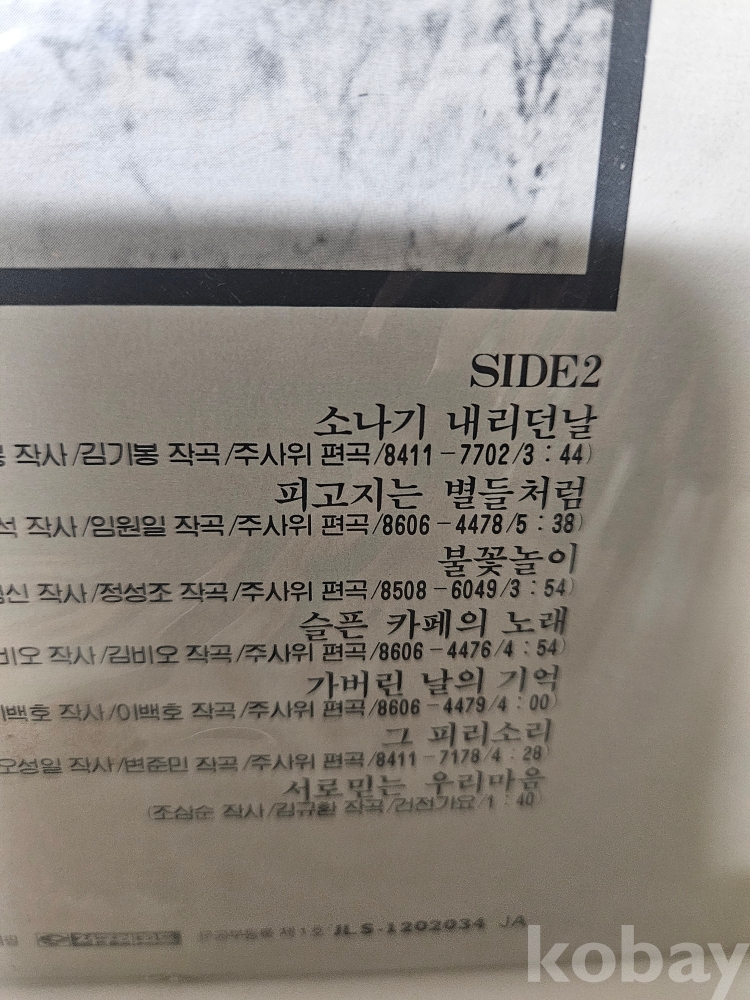 SIDE2
소나기 내리던날
작사/김기봉 작곡/주사위 편곡/8411-7702/3:44)
피고지는 별들처럼
석 작사/임원일 작곡/주사위 편곡/8606-4478/5:38)
불꽃놀이
작사/정성조 작곡/주사위 편곡/8508-6049/3:54)
슬픈 카페의 노래
비오 작사/김비오 작곡/주사위 편곡/8606-4476/4:54)
가버린 날의 기억
이백호 작사/이백호 작곡/주사위 편곡/8606-4479/4:00)
그 피리소리
오성일 작사/변준민 작곡/주사위 편곡/8411-7178/4:28)
서로믿는 우리마음
(조삼순 작사/김규환 작곡/건전가요/1:40)
제1호 JLS-1202034 JA
kobay